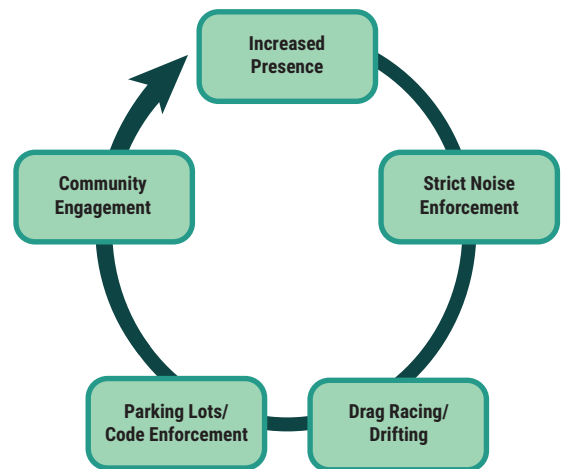 Increased
Presence
Strict Noise
Enforcement
Drag Racing/
Drifting
Parking Lots/
Code Enforcement
Community
Engagement